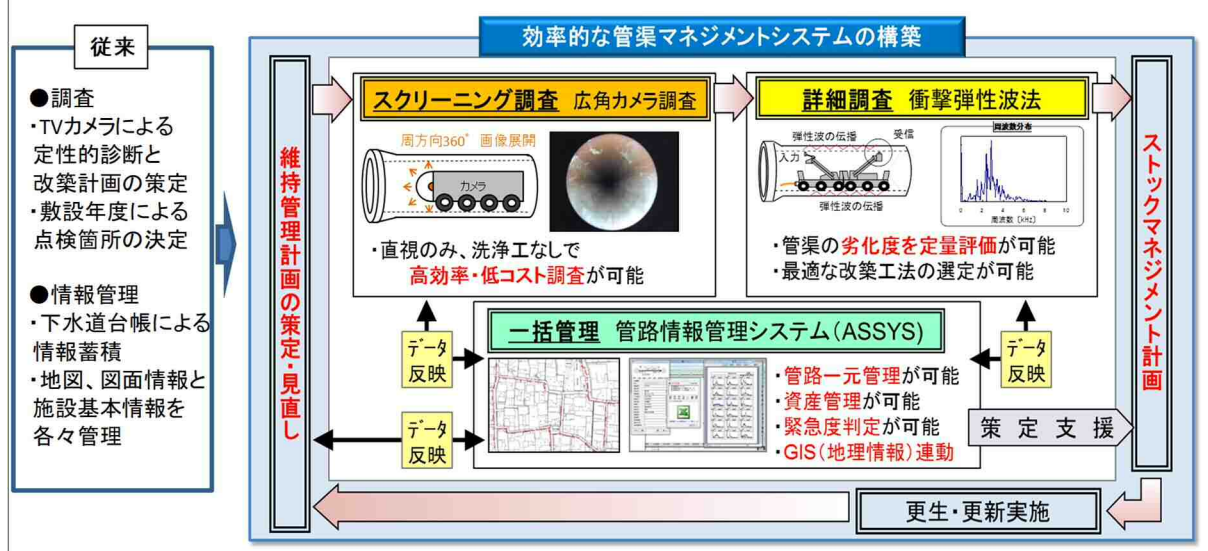 従来
●調査
・TVカメラによる
定性的診断と
改築計画の策定
・敷設年度による
点検箇所の決定
●情報管理
・下水道台帳による
情報蓄積
・地図、図面情報と
施設基本情報を
各々管理
効率的な管渠マネジメントシステムの構築
維持管理計画の策定・見直し
スクリーニング調査 広角カメラ調査
周方向360° 画像展開
カメラ
・直視のみ、洗浄工なしで
高効率・低コスト調査が可能
詳細調査 衝撃弾性波法
弾性波の伝播
受信
入力
弾性波の伝播
周波数分布
0 2 4 6 8 10
周波数 [kHz]
・管渠の劣化度を定量評価が可能
・最適な改築工法の選定が可能
データ
反映
データ
反映
データ
反映
一括管理 管路情報管理システム(ASSYS)
・管路一元管理が可能
・資産管理が可能
・緊急度判定が可能
・GIS(地理情報)連動
策定支援
ストックマネジメント計画
更生・更新実施